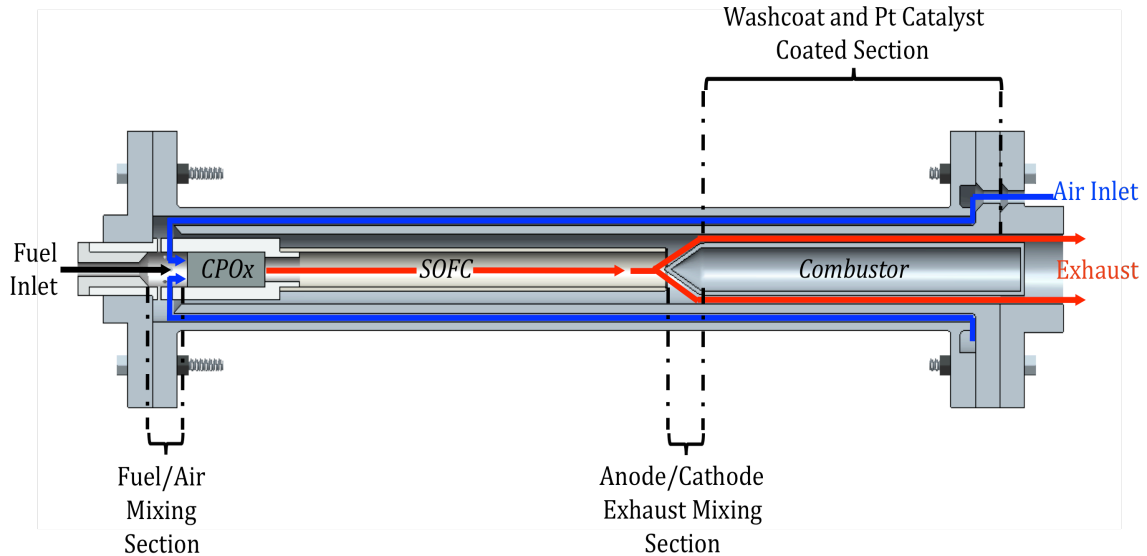 Washcoat and Pt Catalyst
Coated Section
Air Inlet
Fuel
Inlet
CPOx
SOFC
Combustor
Exhaust
Fuel/Air
Mixing
Section
Anode/Cathode
Exhaust Mixing
Section